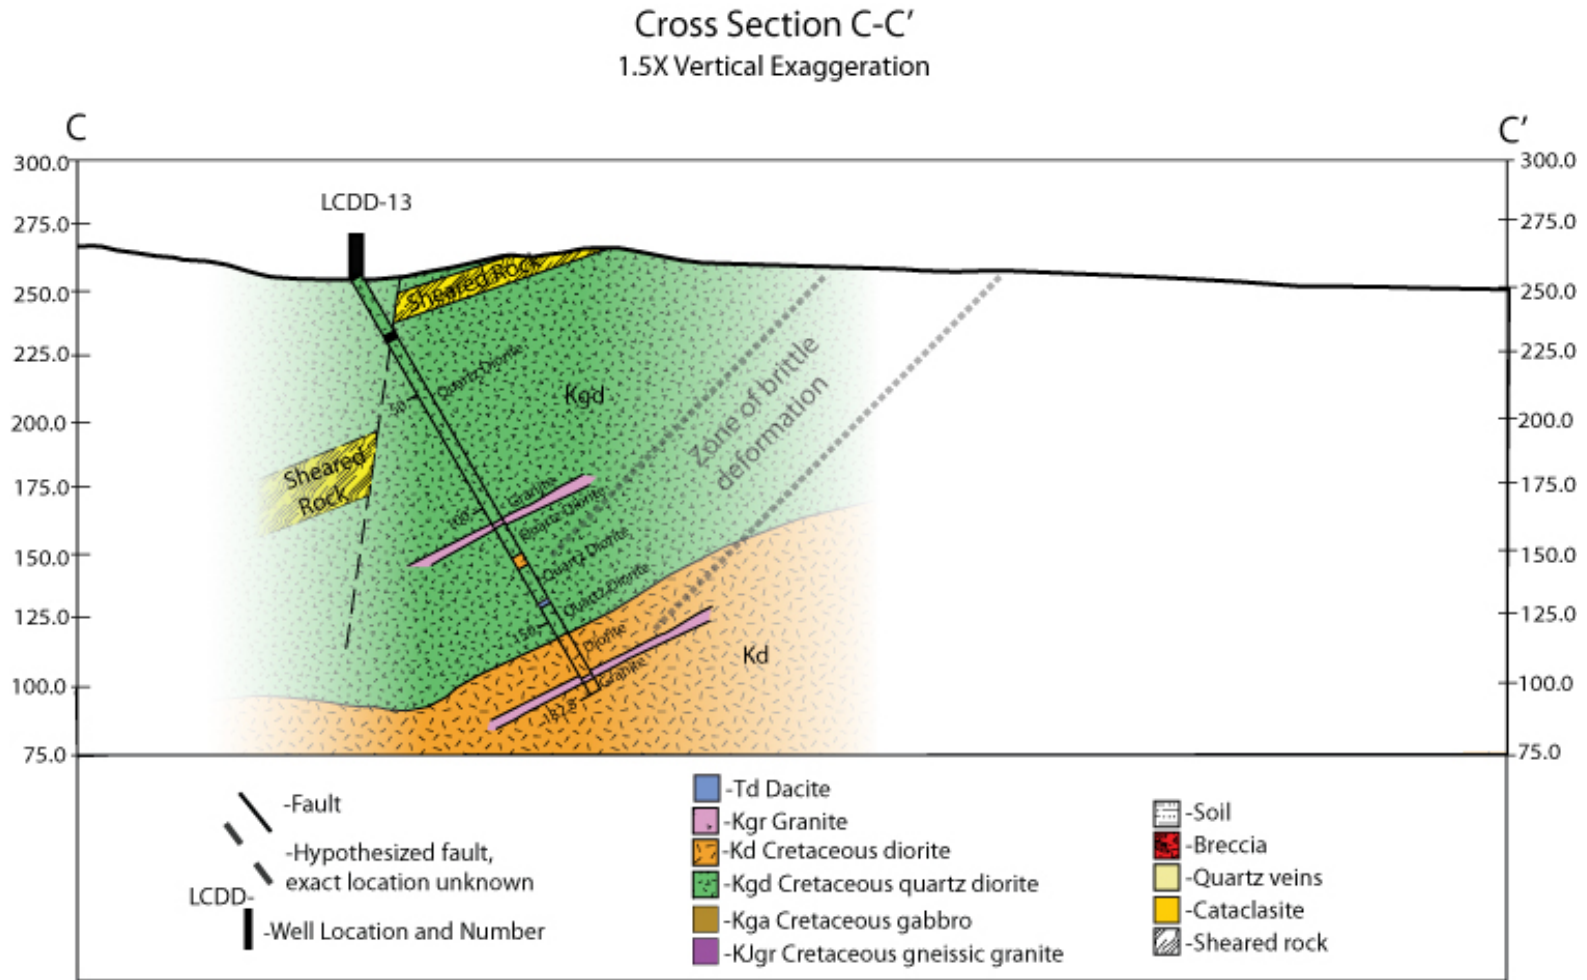 Cross Section C-C'
1.5X Vertical Exaggeration
C
C'
300.0
300.0
LCDD-13
275.0
275.0
Sheared Rock
250.0
250.0
225.0
225.0
Quartz Diorite
50
Kgd
Zone of brittle
deformation
200.0
200.0
Sheared
Rock
175.0
175.0
Granite
100
Quartz Diorite
150.0
150.0
Quartz Diorite
Quartz Diorite
125.0
125.0
150
Diorite
Kd
Granite
100.0
100.0
182.8
75.0
75.0
-Fault
-Hypothesized fault,
exact location unknown
LCDD-
-Well Location and Number
-Td Dacite
-Kgr Granite
-Kd Cretaceous diorite
-Kgd Cretaceous quartz diorite
-Kga Cretaceous gabbro
-KJgr Cretaceous gneissic granite
-Soil
-Breccia
-Quartz veins
-Cataclasite
-Sheared rock